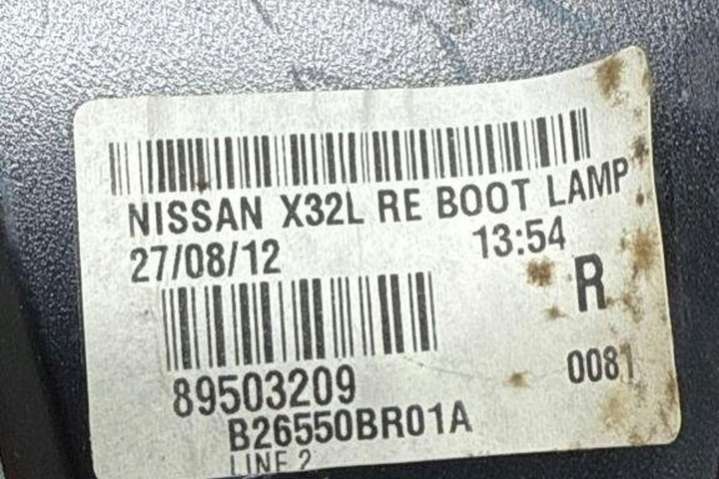 NISSAN X32L RE BOOT LAMP
27/08/12 13:54
R
89503209 0081
B26550BR01A
LINE 2